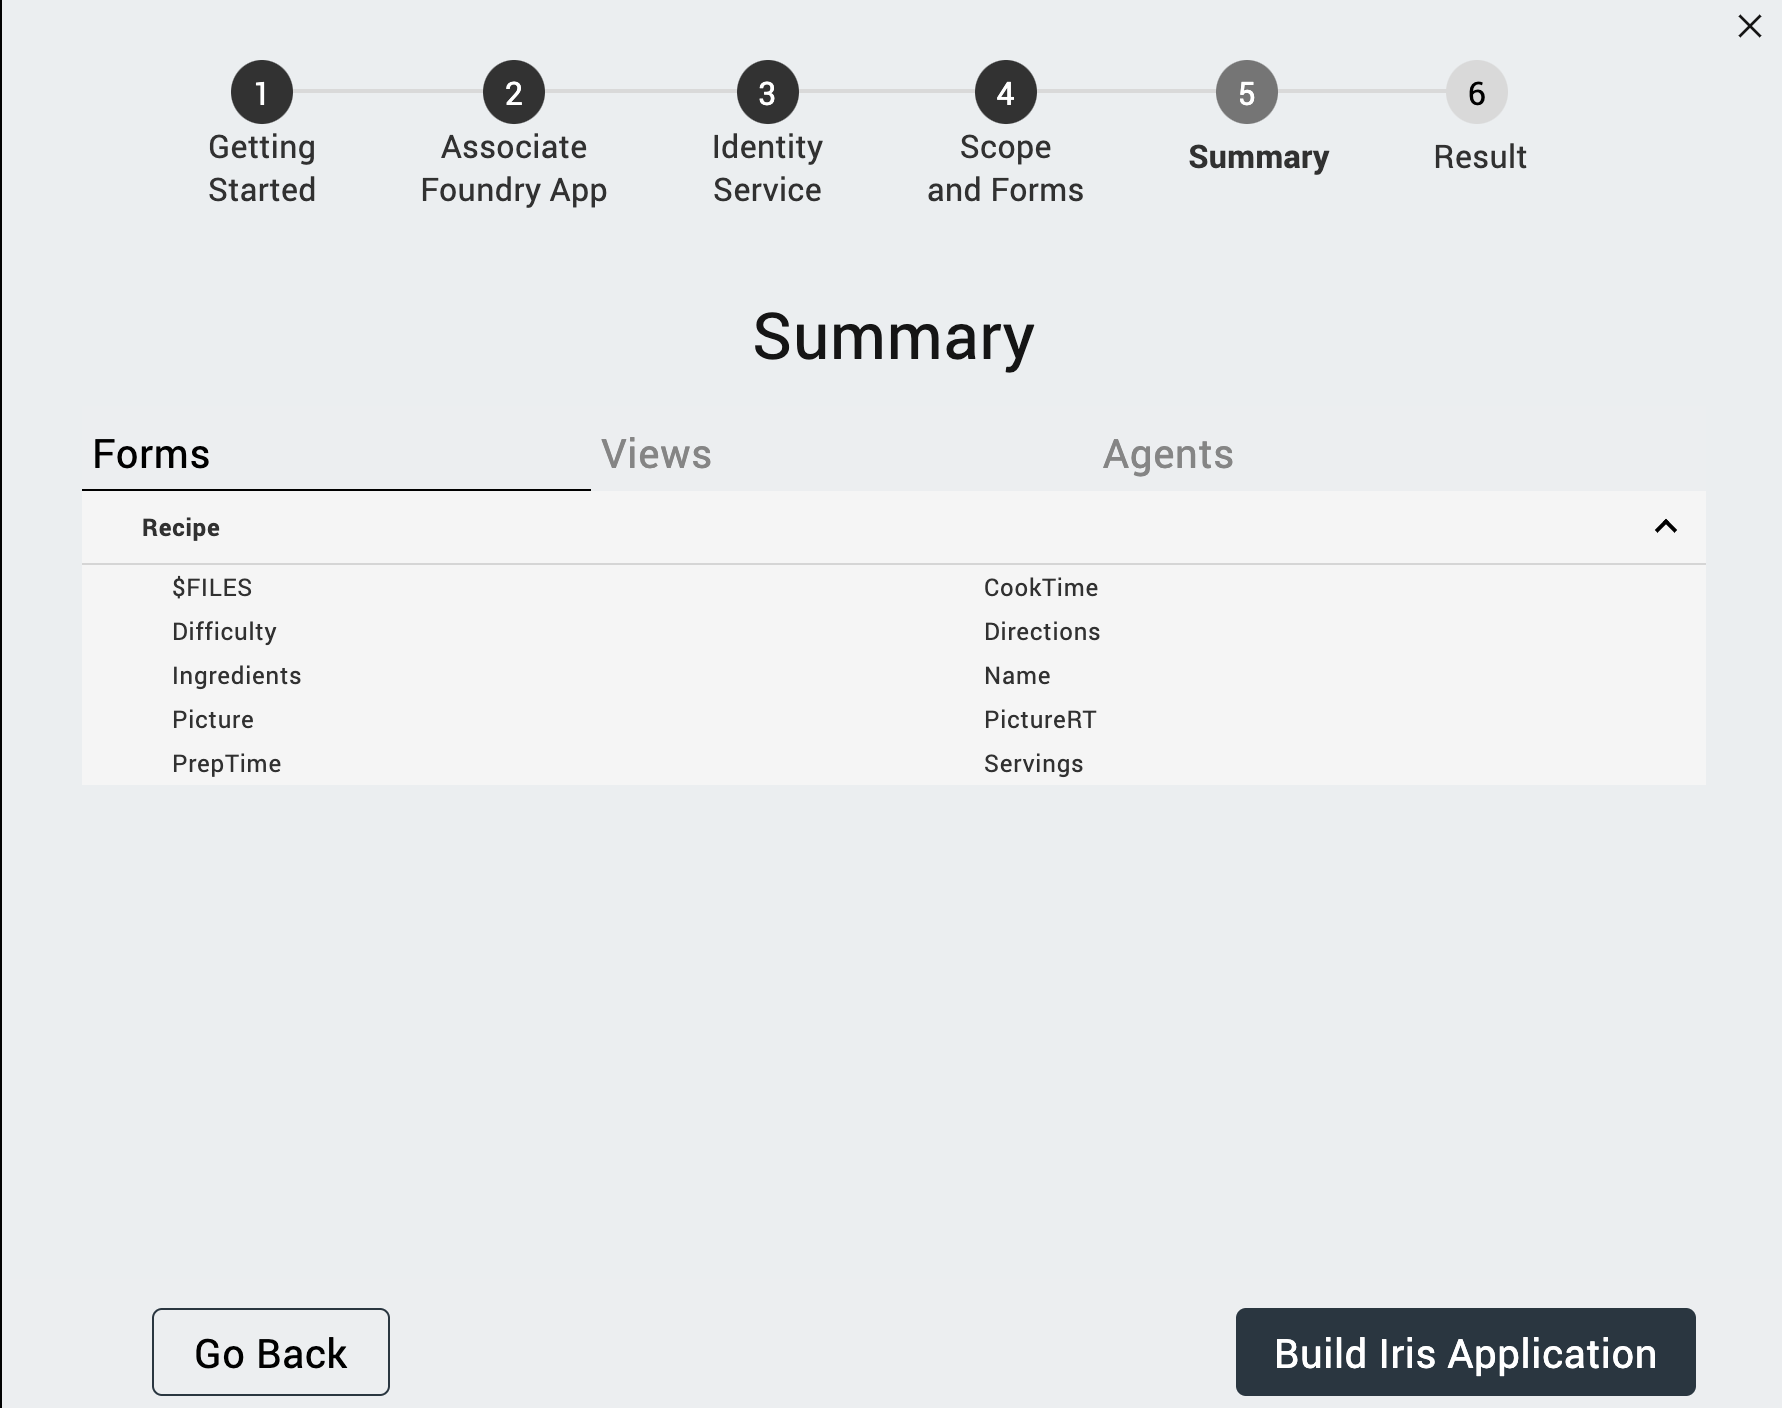 1
2
3
4
5
6
Getting Started
Associate Foundry App
Identity Service
Scope and Forms
Summary
Result
Summary
Forms
Views
Agents
Recipe
$FILES
CookTime
Difficulty
Directions
Ingredients
Name
Picture
PictureRT
PrepTime
Servings
Go Back
Build Iris Application